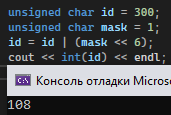 unsigned char id = 300;
unsigned char mask = 1;
id = id | (mask << 6);
cout << int(id) << endl;
Консоль отладки Microso
108